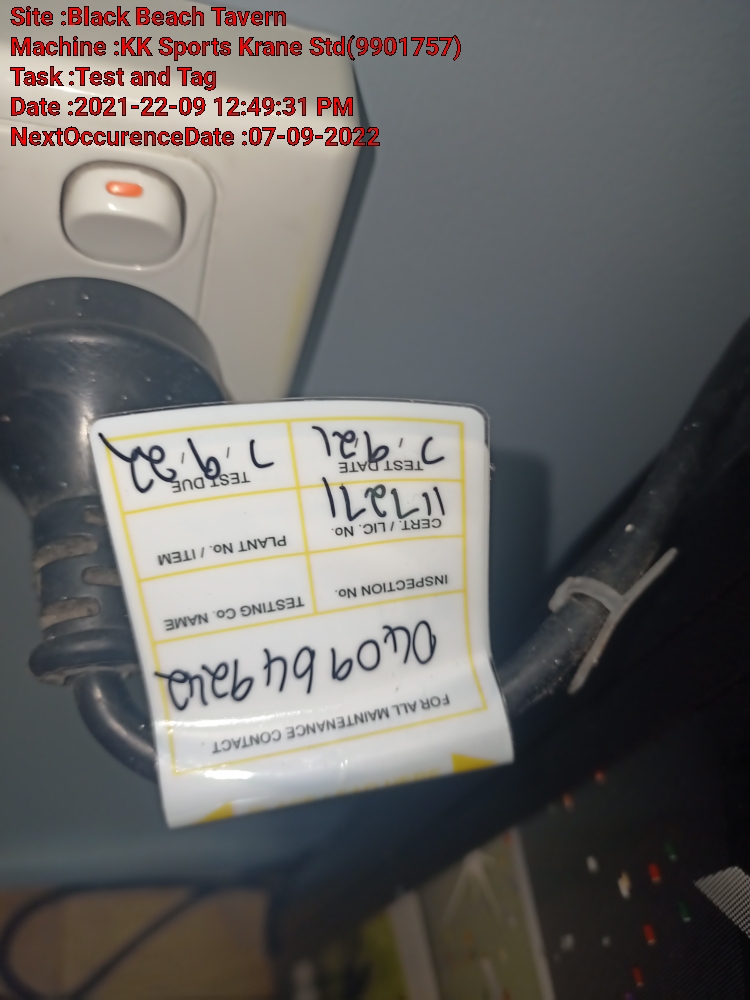 Site :Black Beach Tavern
Machine :KK Sports Krane Std(9901757)
Task :Test and Tag
Date :2021-22-09 12:49:31 PM
NextOccurenceDate :07-09-2022
FOR ALL MAINTENANCE CONTACT
0409649242
INSPECTION No. TESTING Co. NAME
CERT. / LIC. No. PLANT No. / ITEM
117271
TEST DATE TEST DUE
7,9,21 7,9,22